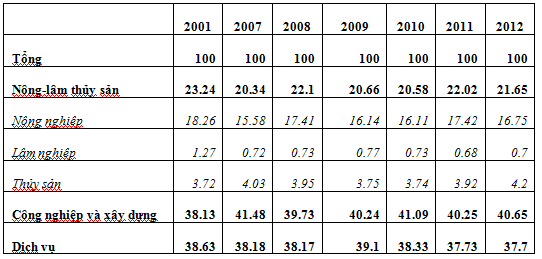 2001 2007 2008 2009 2010 2011 2012
Tổng 100 100 100 100 100 100 100
Nông-lâm thủy sản 23.24 20.34 22.1 20.66 20.58 22.02 21.65
Nông nghiệp 18.26 15.58 17.41 16.14 16.11 17.42 16.75
Lâm nghiệp 1.27 0.72 0.73 0.77 0.73 0.68 0.7
Thủy sản 3.72 4.03 3.95 3.75 3.74 3.92 4.2
Công nghiệp và xây dựng 38.13 41.48 39.73 40.24 41.09 40.25 40.65
Dịch vụ 38.63 38.18 38.17 39.1 38.33 37.73 37.7